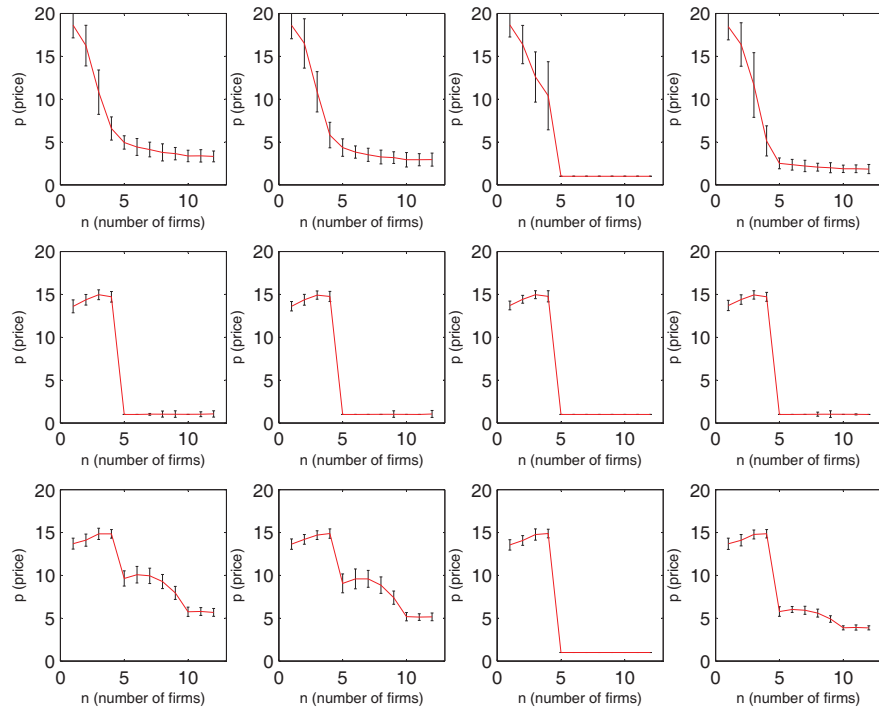 20 20 20 20
15 15 15 15
p (price) p (price) p (price) p (price)
10 10 10 10
5 5 5 5
0 0 0 0
0 5 10 0 5 10 0 5 10 0 5 10
n (number of firms) n (number of firms) n (number of firms) n (number of firms)
20 20 20 20
15 15 15 15
p (price) p (price) p (price) p (price)
10 10 10 10
5 5 5 5
0 0 0 0
0 5 10 0 5 10 0 5 10 0 5 10
n (number of firms) n (number of firms) n (number of firms) n (number of firms)
20 20 20 20
15 15 15 15
p (price) p (price) p (price) p (price)
10 10 10 10
5 5 5 5
0 0 0 0
0 5 10 0 5 10 0 5 10 0 5 10
n (number of firms) n (number of firms) n (number of firms) n (number of firms)